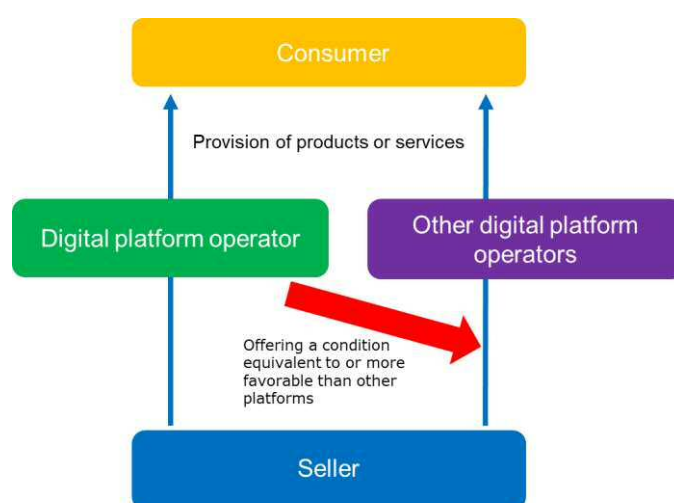 Consumer
Provision of products or services
Digital platform operator
Other digital platform
operators
Offering a condition
equivalent to or more
favorable than other
platforms
Seller